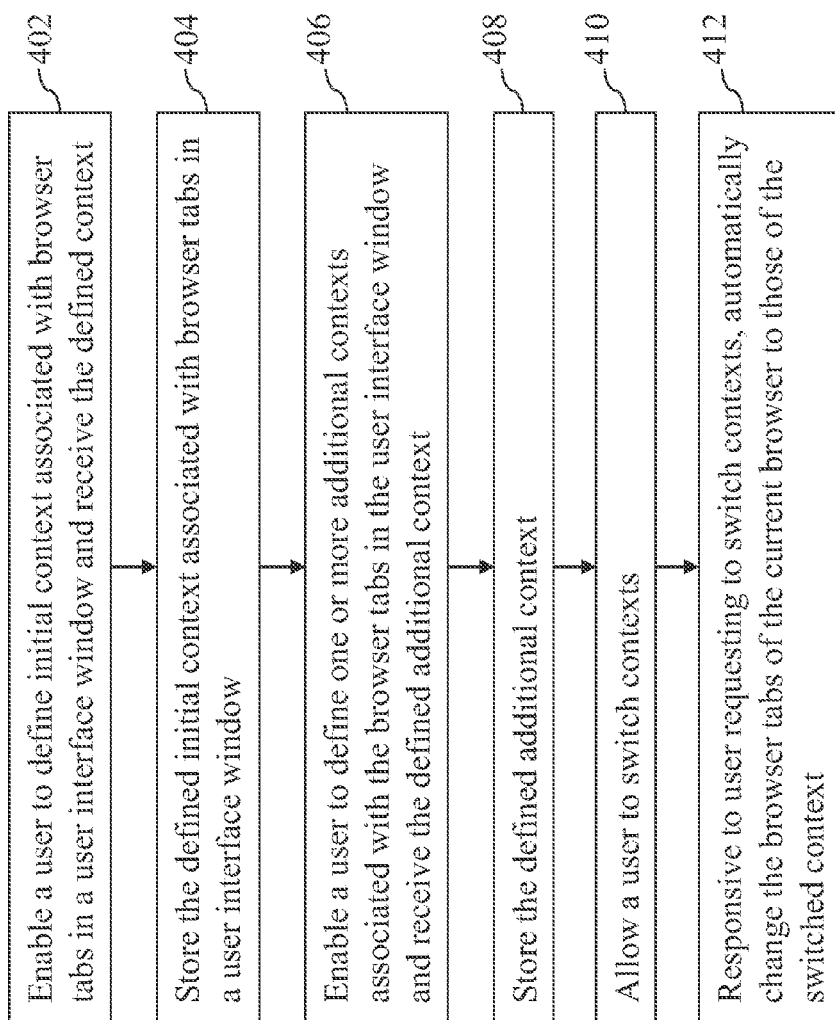 Enable a user to define initial context associated with browser
tabs in a user interface window and receive the defined context
402
Store the defined initial context associated with browser tabs in
a user interface window
404
Enable a user to define one or more additional contexts
associated with the browser tabs in the user interface window
and receive the defined additional context
406
Store the defined additional context
408
Allow a user to switch contexts
410
Responsive to user requesting to switch contexts, automatically
change the browser tabs of the current browser to those of the
switched context
412